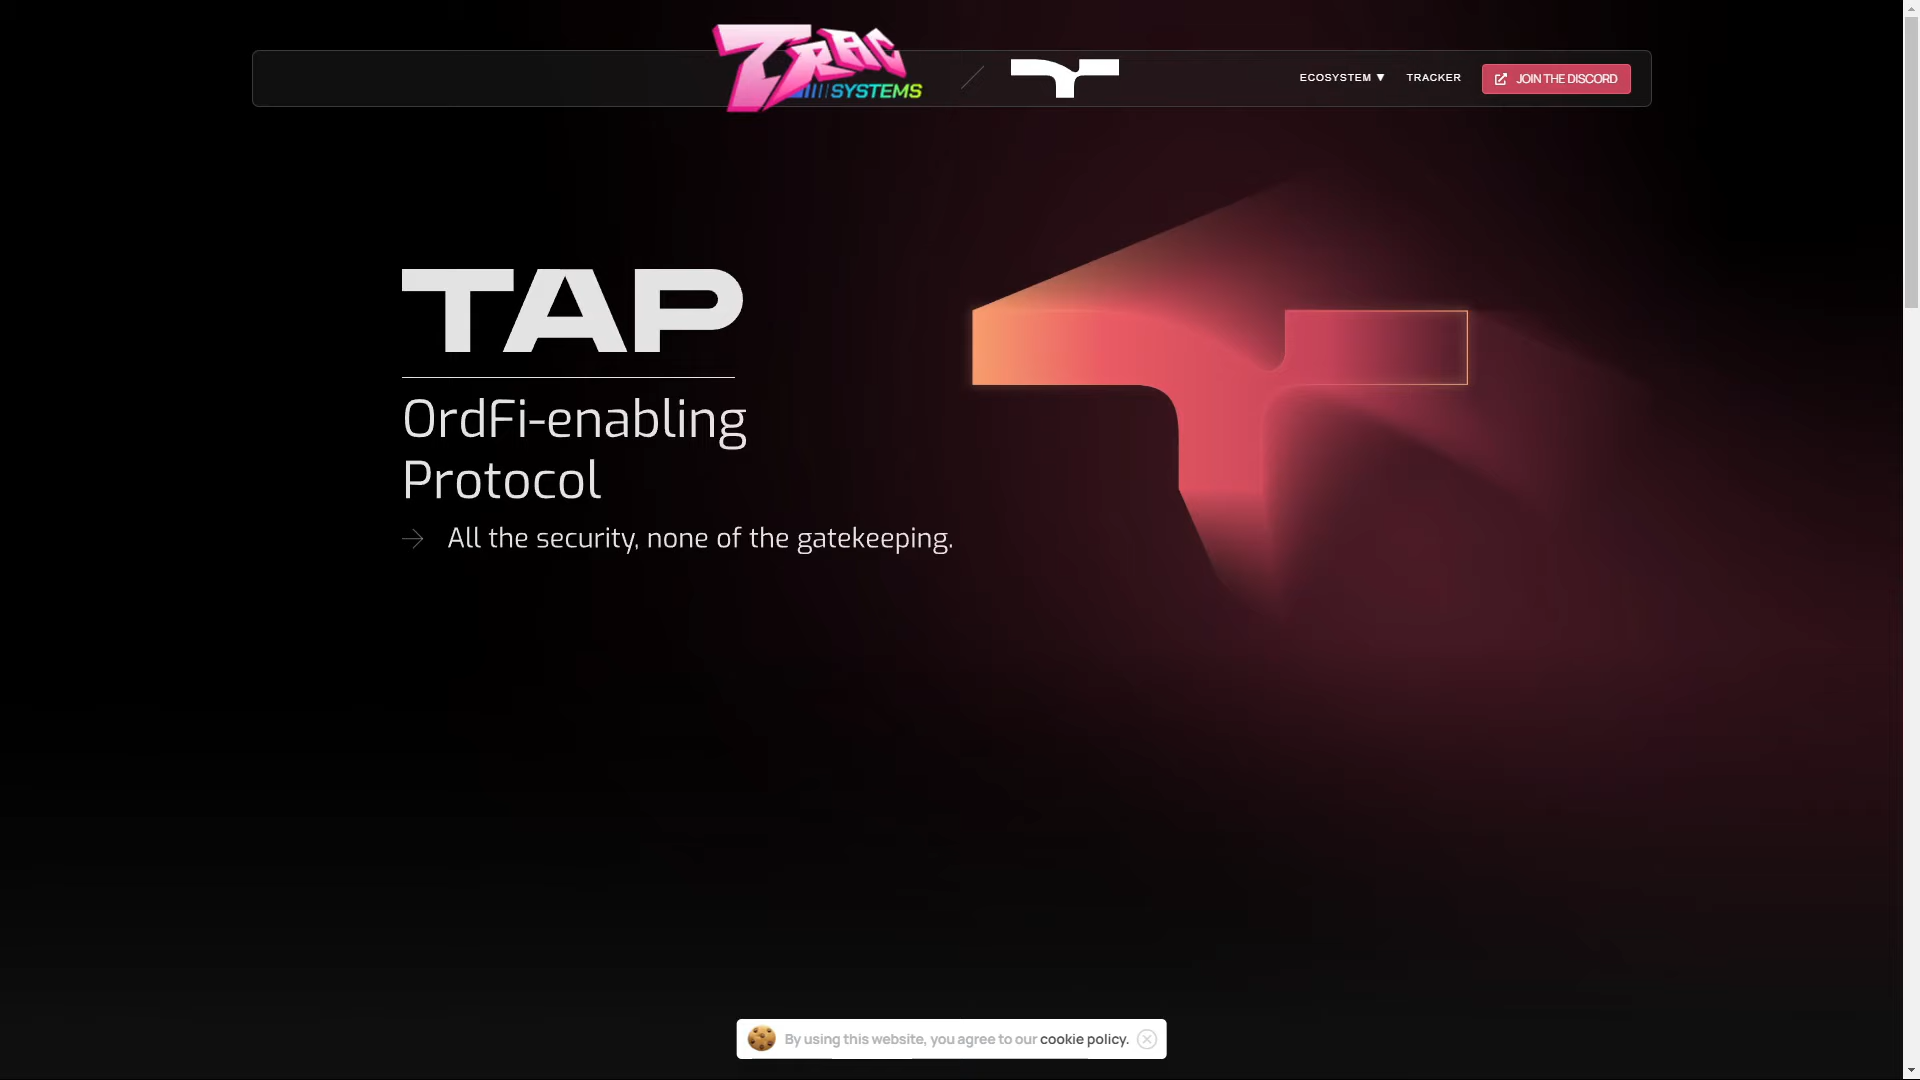 TRAC
SYSTEMS
ECOSYSTEM ▼
TRACKER
JOIN THE DISCORD
TAP
OrdFi-enabling
Protocol
All the security, none of the gatekeeping.
By using this website, you agree to our cookie policy.